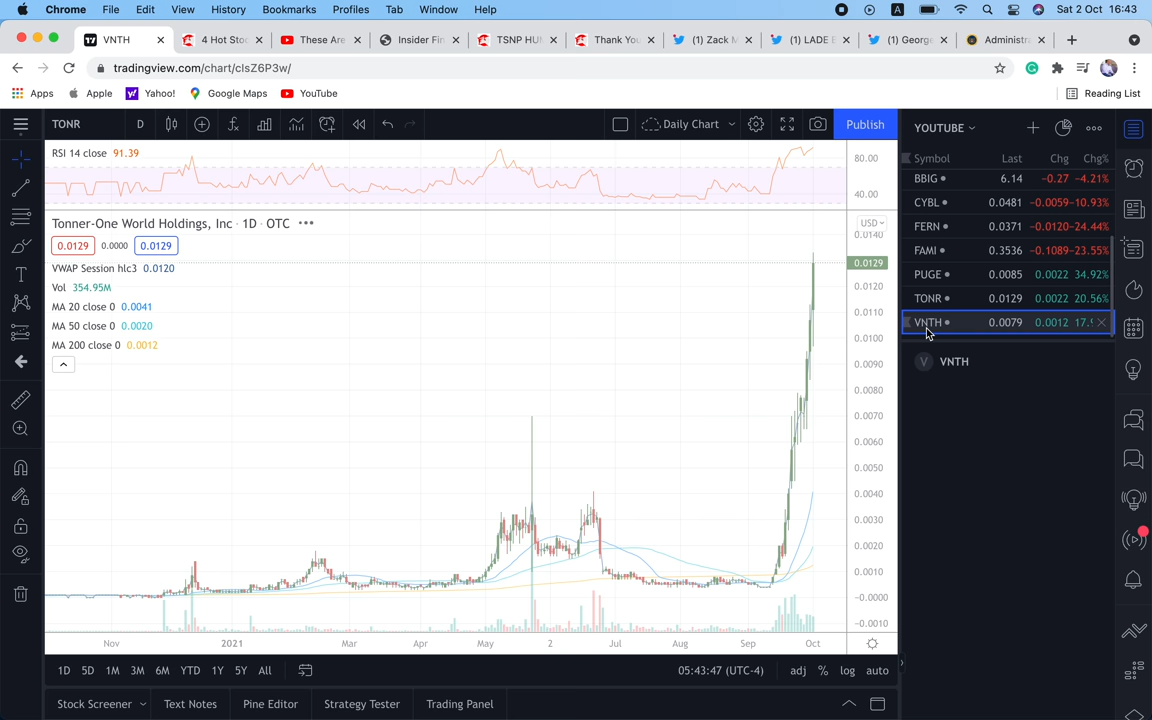 Chrome File Edit View History Bookmarks Profiles Tab Window Help A Sat 2 Oct 16:43
VNTH 4 Hot Stoc These Are Insider Fin TSNP HUM Thank You (1) Zack M (1) LADE B (1) George Administra
tradingview.com/chart/cIsZ6P3w/
Apps Apple Yahoo! Google Maps YouTube Reading List
TONR D Daily Chart Publish YOUTUBE
RSI 14 close 91.39 80.00 Symbol Last Chg Chg%
BBIG 6.14 -0.27 -4.21%
40.00 CYBL 0.0481 -0.0059 -10.93%
Tonner-One World Holdings, Inc · 1D · OTC USD FERN 0.0371 -0.0120 -24.44%
0.0140
0.0129 0.0000 0.0129 FAMI 0.3536 -0.1089 -23.55%
VWAP Session hlc3 0.0120 0.0129 PUGE 0.0085 0.0022 34.92%
Vol 354.95M 0.0120 TONR 0.0129 0.0022 20.56%
MA 20 close 0 0.0041 0.0110
MA 50 close 0 0.0020 VNTH 0.0079 0.0012
MA 200 close 0 0.0012 0.0100
0.0090 V VNTH
0.0080
0.0070
0.0060
0.0050
0.0040
0.0030
0.0020
0.0010
-0.0000
-0.0010
Nov 2021 Mar Apr May 2 Jul Aug Sep Oct
1D 5D 1M 3M 6M YTD 1Y 5Y All 05:43:47 (UTC-4) adj % log auto
Stock Screener Text Notes Pine Editor Strategy Tester Trading Panel